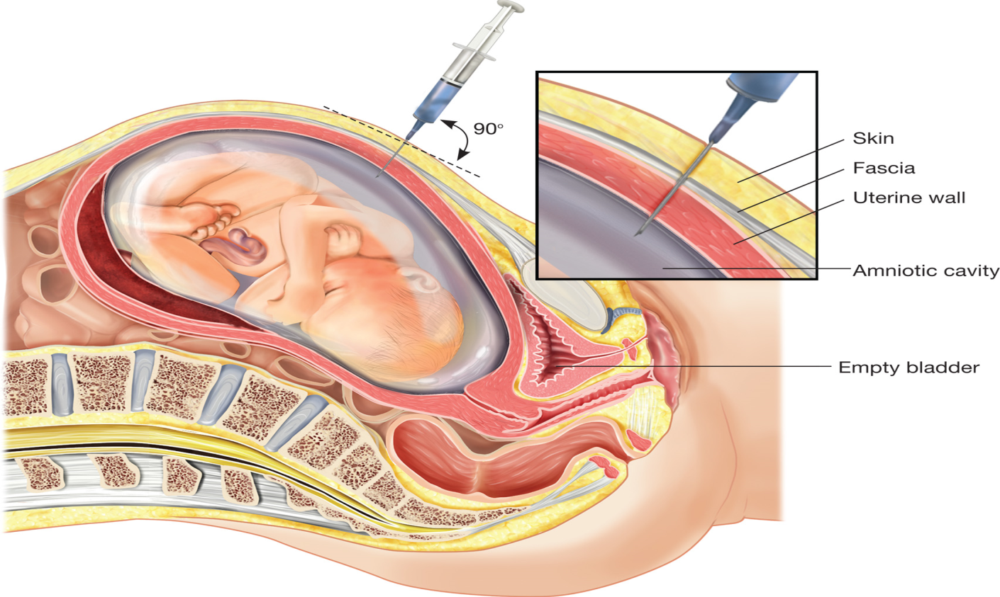 90°
Skin
Fascia
Uterine wall
Amniotic cavity
Empty bladder